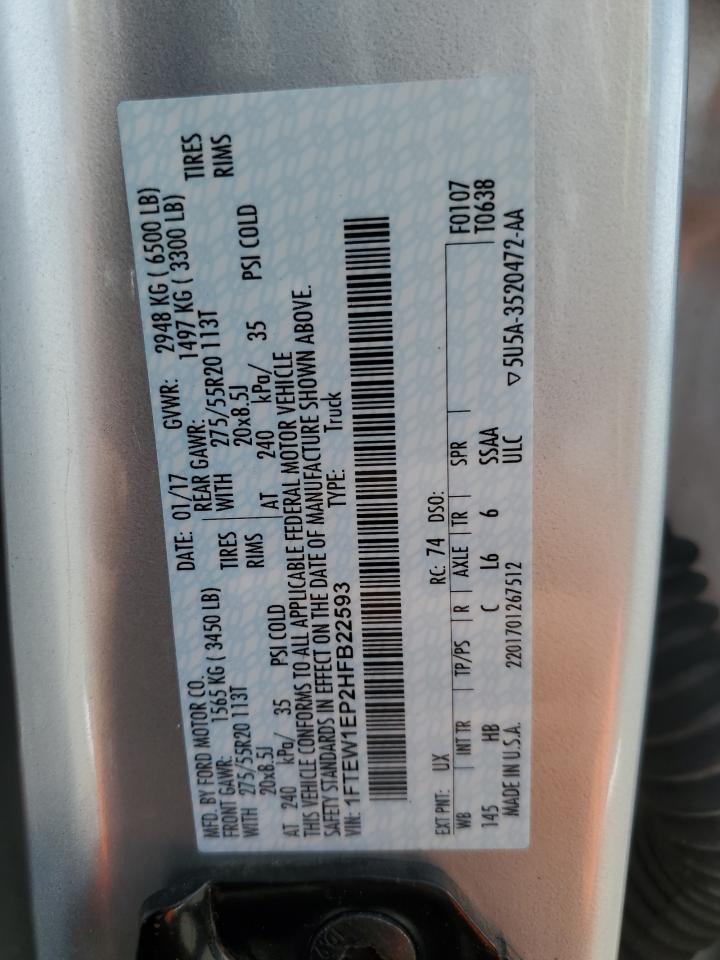 MFD. BY FORD MOTOR CO.
DATE: 01/17 GVWR: 2948 KG ( 6500 LB)
FRONT GAWR: 1565 KG ( 3450 LB) REAR GAWR: 1497 KG ( 3300 LB)
WITH 275/55R20 113T TIRES WITH 275/55R20 113T TIRES
20x8.5J RIMS 20x8.5J RIMS
AT 240 kPa/ 35 PSI COLD AT 240 kPa/ 35 PSI COLD
THIS VEHICLE CONFORMS TO ALL APPLICABLE FEDERAL MOTOR VEHICLE
SAFETY STANDARDS IN EFFECT ON THE DATE OF MANUFACTURE SHOWN ABOVE.
VIN: 1FTEW1EP2HFB22593 TYPE: Truck
EXT PNT: UX RC: 74 DSO: F0107
WB INT TR TP/PS R AXLE TR SPR T0638
145 HB C L6 6 SSAA
MADE IN U.S.A. 2201701267512 ULC ▽5U5A-3520472-AA